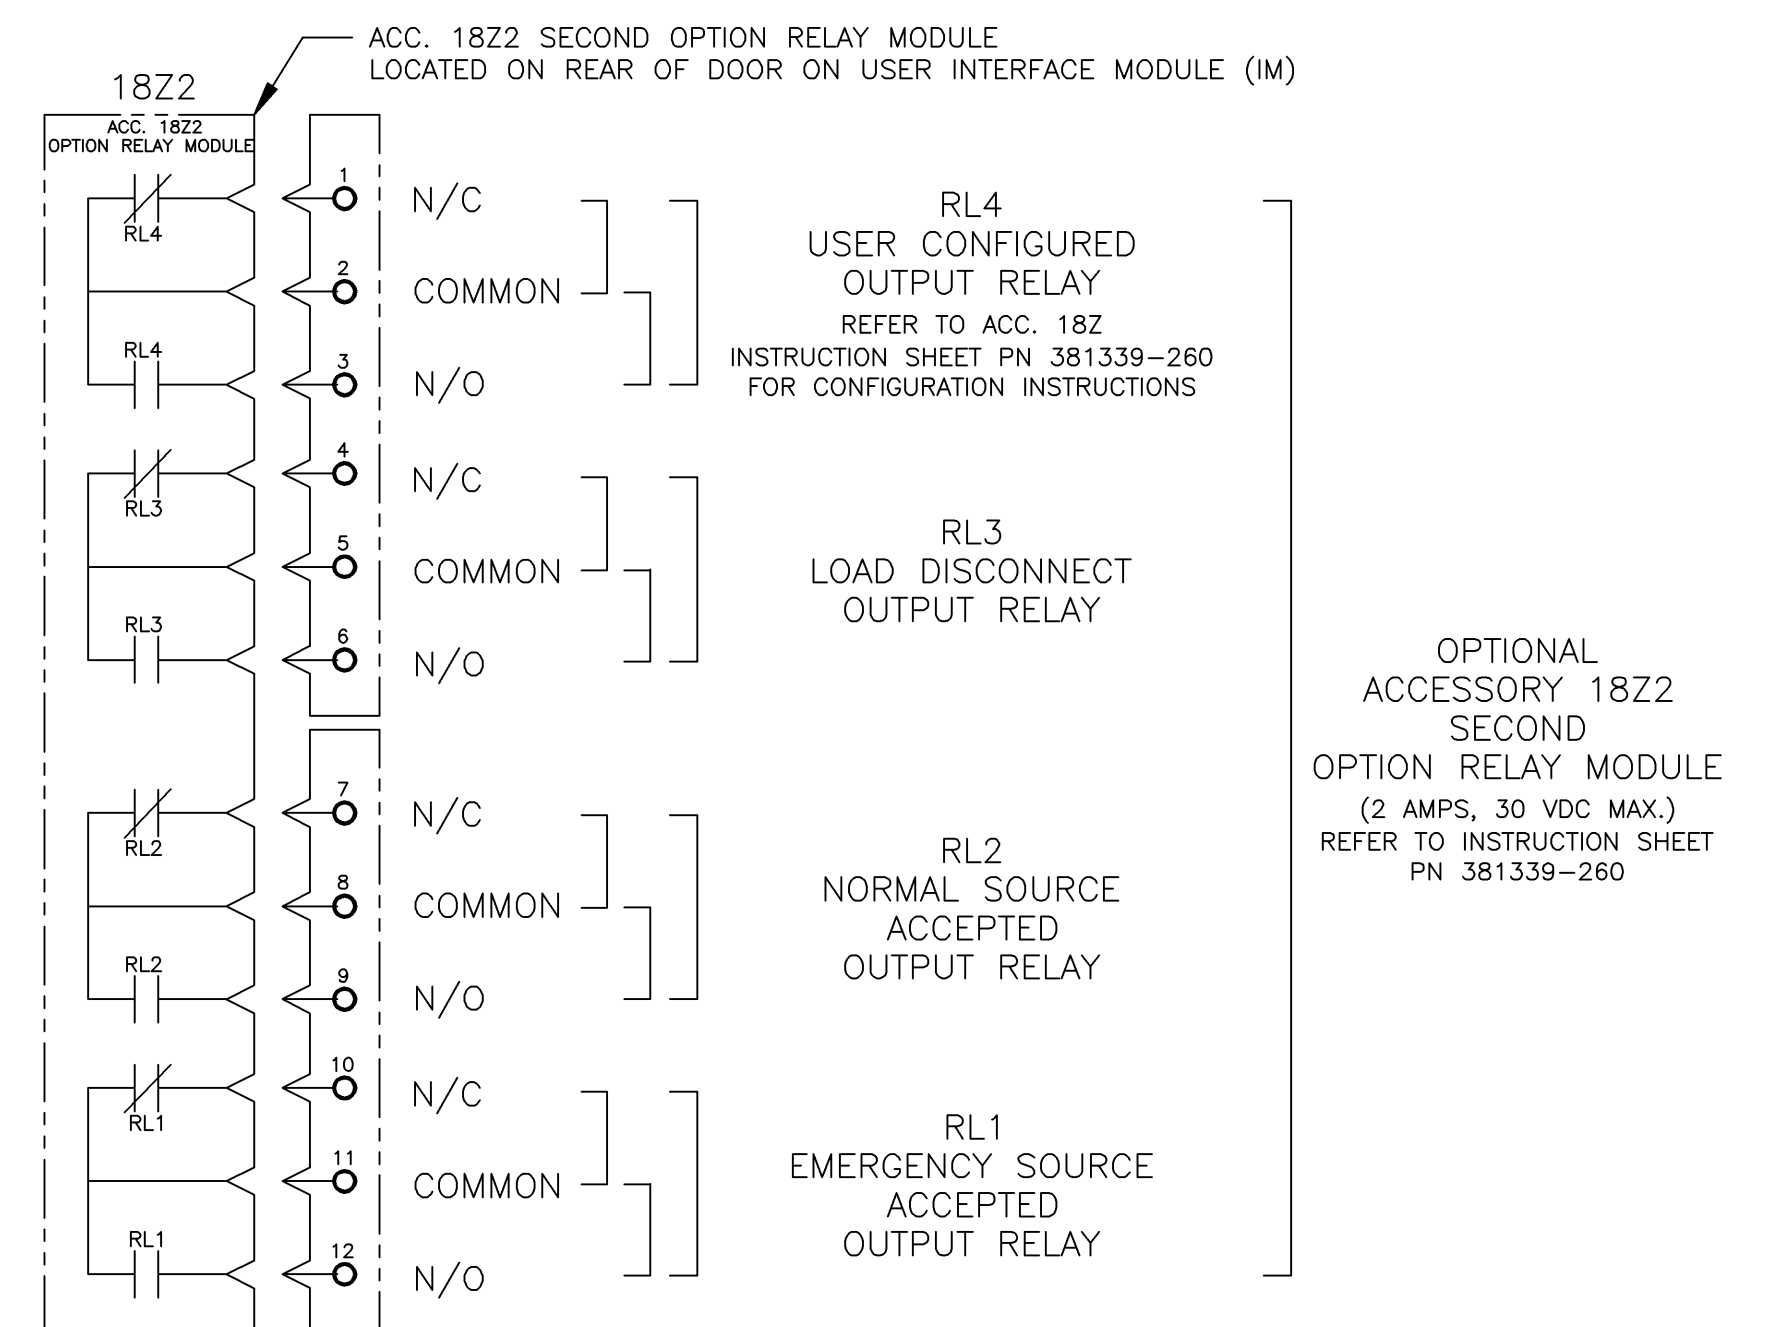 ACC. 18Z2 SECOND OPTION RELAY MODULE
LOCATED ON REAR OF DOOR ON USER INTERFACE MODULE (IM)
18Z2
ACC. 18Z2
OPTION RELAY MODULE
RL4
1
N/C
2
COMMON
RL4
3
N/O
RL4
USER CONFIGURED
OUTPUT RELAY
REFER TO ACC. 18Z
INSTRUCTION SHEET PN 381339-260
FOR CONFIGURATION INSTRUCTIONS
RL3
4
N/C
5
COMMON
RL3
6
N/O
RL3
LOAD DISCONNECT
OUTPUT RELAY
RL2
7
N/C
8
COMMON
RL2
9
N/O
RL2
NORMAL SOURCE
ACCEPTED
OUTPUT RELAY
RL1
10
N/C
11
COMMON
RL1
12
N/O
RL1
EMERGENCY SOURCE
ACCEPTED
OUTPUT RELAY
OPTIONAL
ACCESSORY 18Z2
SECOND
OPTION RELAY MODULE
(2 AMPS, 30 VDC MAX.)
REFER TO INSTRUCTION SHEET
PN 381339-260